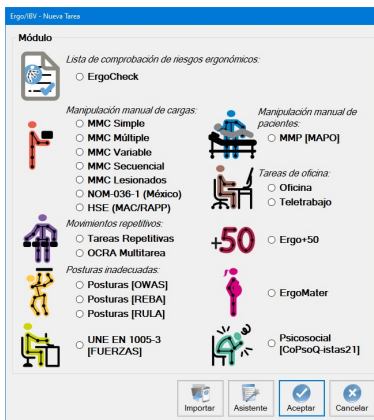 Ergo/IBV - Nueva Tarea
Módulo
Lista de comprobación de riesgos ergonómicos:
ErgoCheck
Manipulación manual de cargas:
MMC Simple
MMC Múltiple
MMC Variable
MMC Secuencial
MMC Lesionados
NOM-036-1 (México)
HSE (MAC/RAPP)
Movimientos repetitivos:
Tareas Repetitivas
OCRA Multitarea
Posturas inadecuadas:
Posturas [OWAS]
Posturas [REBA]
Posturas [RULA]
UNE EN 1005-3
[FUERZAS]
Manipulación manual de
pacientes:
MMP [MAPO]
Tareas de oficina:
Oficina
Teletrabajo
+50
Ergo+50
ErgoMater
Psicosocial
[CoPsoQ-istas21]
Importar
Asistente
Aceptar
Cancelar